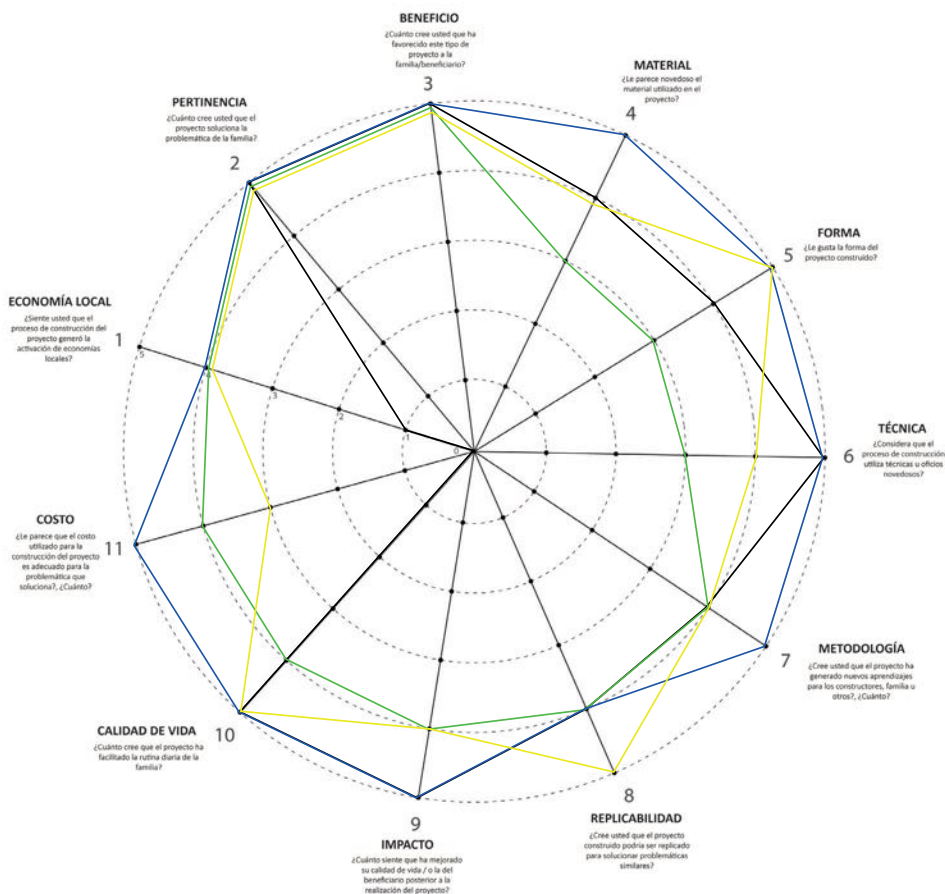 BENEFICIO
¿Cuánto cree usted que ha
favorecido este tipo de
proyecto a la
familia/beneficiario?
3
MATERIAL
¿Le parece novedoso el
material utilizado en el
proyecto?
4
PERTINENCIA
¿Cuánto cree usted que el
proyecto soluciona la
problemática de la familia?
2
FORMA
¿Le gusta la forma del
proyecto construido?
5
ECONOMÍA LOCAL
¿Siente usted que el
proceso de construcción del
proyecto generó la
activación de economías
locales?
1
5
4
3
2
1
0
TÉCNICA
¿Considera que el
proceso de construcción
utiliza técnicas u oficios
novedosos?
6
COSTO
¿Le parece que el costo
utilizado para la
construcción del proyecto
es adecuado para la
problemática que
soluciona?, ¿Cuánto?
11
7
METODOLOGÍA
¿Cree usted que el proyecto ha
generado nuevos aprendizajes
para los constructores, familia u
otros?, ¿Cuánto?
CALIDAD DE VIDA
¿Cuánto cree que el proyecto ha
facilitado la rutina diaria de la
familia?
10
8
REPLICABILIDAD
¿Cree usted que el proyecto
construido podría ser replicado
para solucionar problemáticas
similares?
9
IMPACTO
¿Cuánto siente que ha mejorado
su calidad de vida / o la del
beneficiario posterior a la
realización del proyecto?